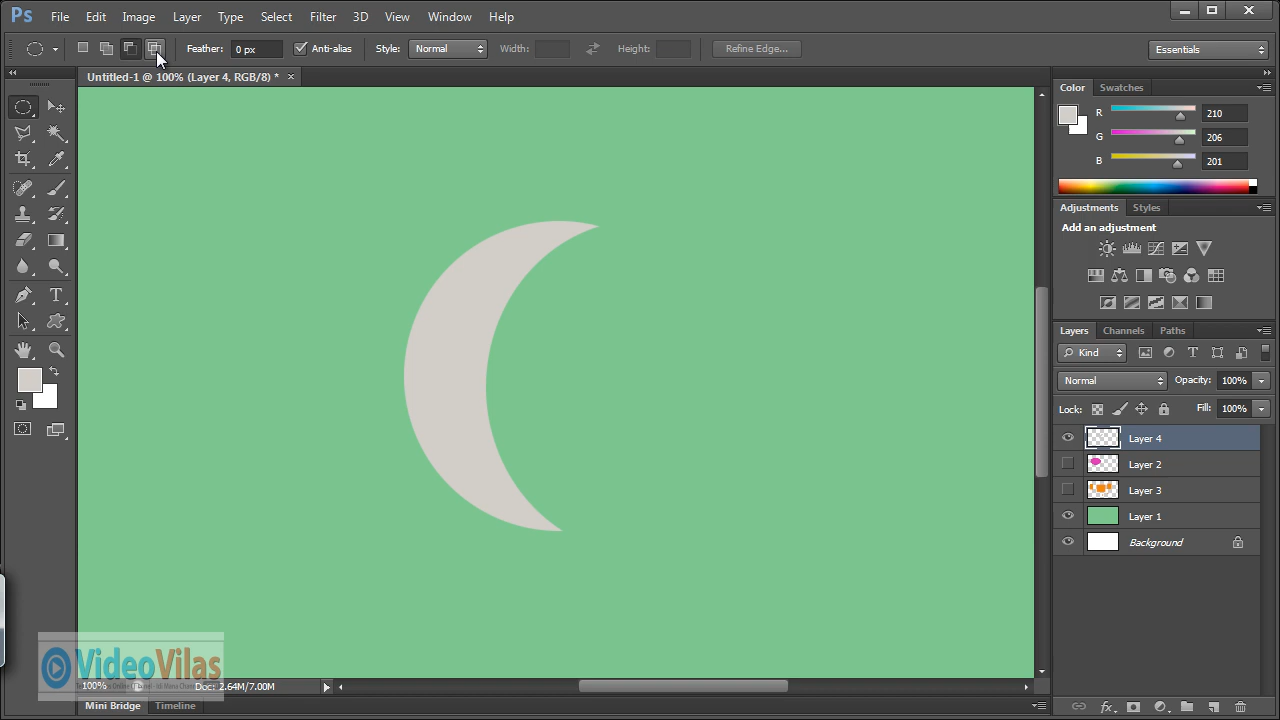 Ps File Edit Image Layer Type Select Filter 3D View Window Help
Feather: 0 px Anti-alias Style: Normal Width: Height: Refine Edge... Essentials
Untitled-1 @ 100% (Layer 4, RGB/8) * ×
Color Swatches
R 210
G 206
B 201
Adjustments Styles
Add an adjustment
Layers Channels Paths
Kind
Normal Opacity: 100%
Lock: Fill: 100%
Layer 4
Layer 2
Layer 3
Layer 1
Background
VideoVilas
100% Doc: 2.64M/7.00M
Mini Bridge Timeline